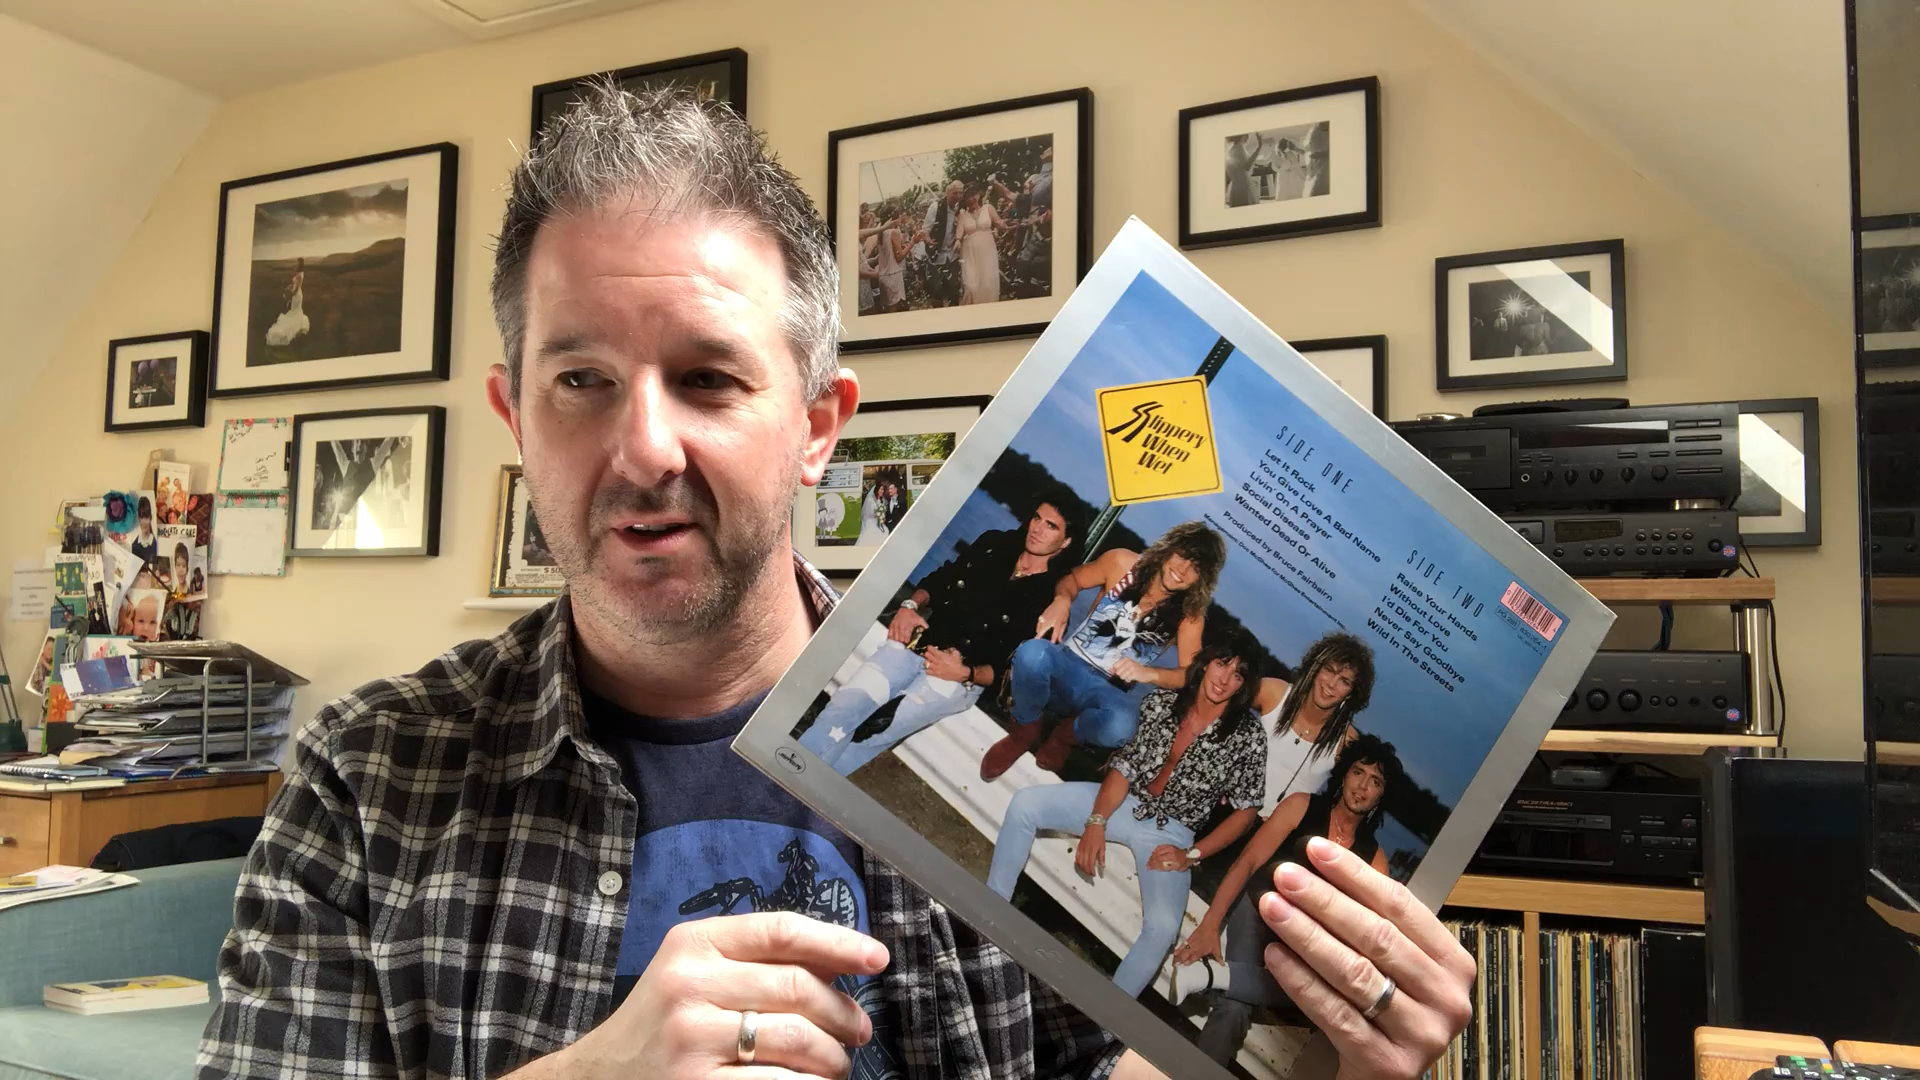 Slippery
When
Wet
SIDE ONE
Let It Rock
You Give Love A Bad Name
Livin' On A Prayer
Social Disease
Wanted Dead Or Alive
Produced by Bruce Fairbairn
SIDE TWO
Raise Your Hands
Without Love
I'd Die For You
Never Say Goodbye
Wild In The Streets
mercury